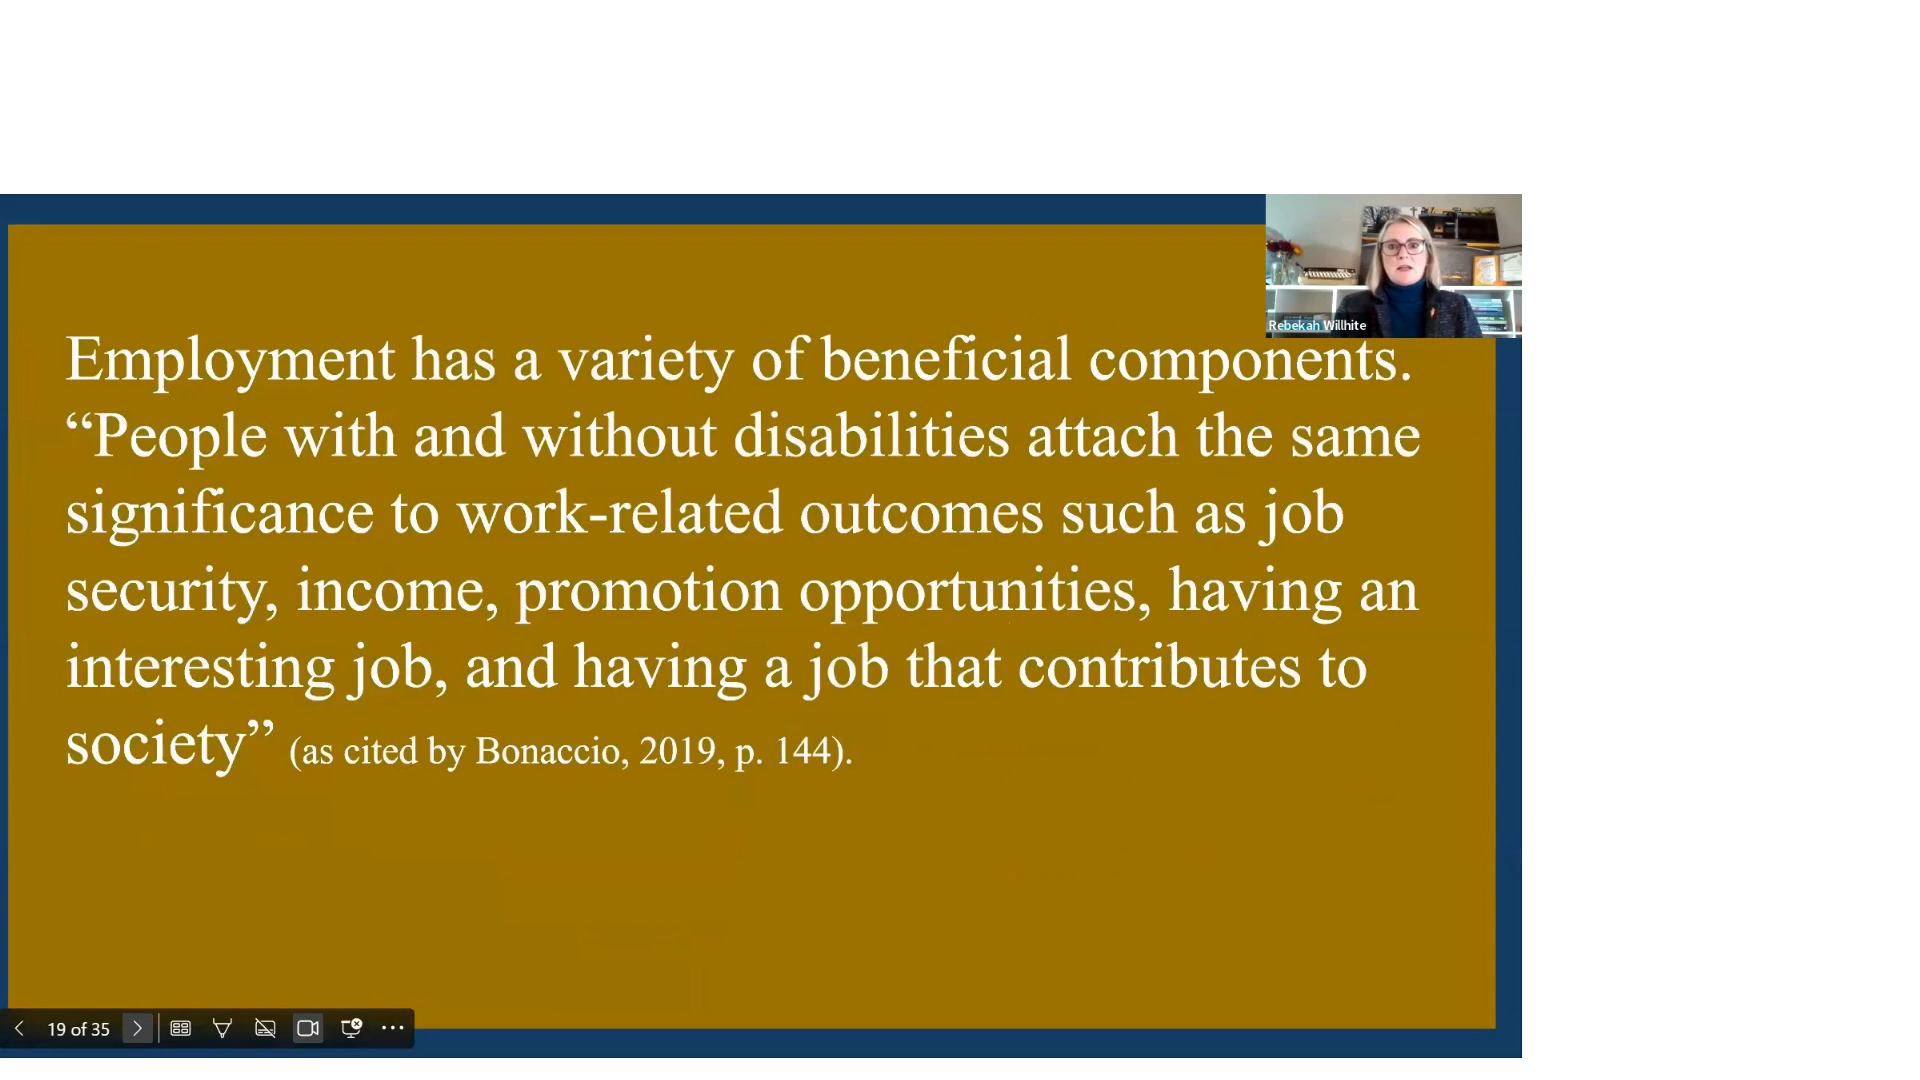 Rebekah Willhite
Employment has a variety of beneficial components.
“People with and without disabilities attach the same
significance to work-related outcomes such as job
security, income, promotion opportunities, having an
interesting job, and having a job that contributes to
society” (as cited by Bonaccio, 2019, p. 144).
19 of 35